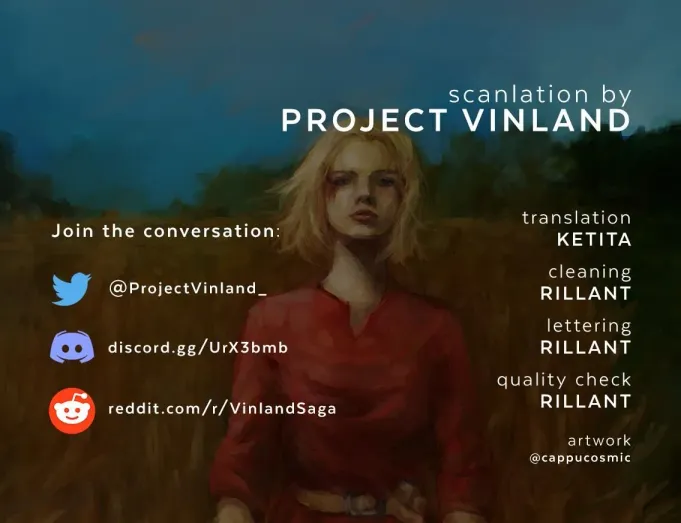 scanlation by
PROJECT VINLAND
Join the conversation:
@ProjectVinland_
discord.gg/UrX3bmb
reddit.com/r/VinlandSaga
translation
KETITA
cleaning
RILLANT
lettering
RILLANT
quality check
RILLANT
artwork
@cappucosmic